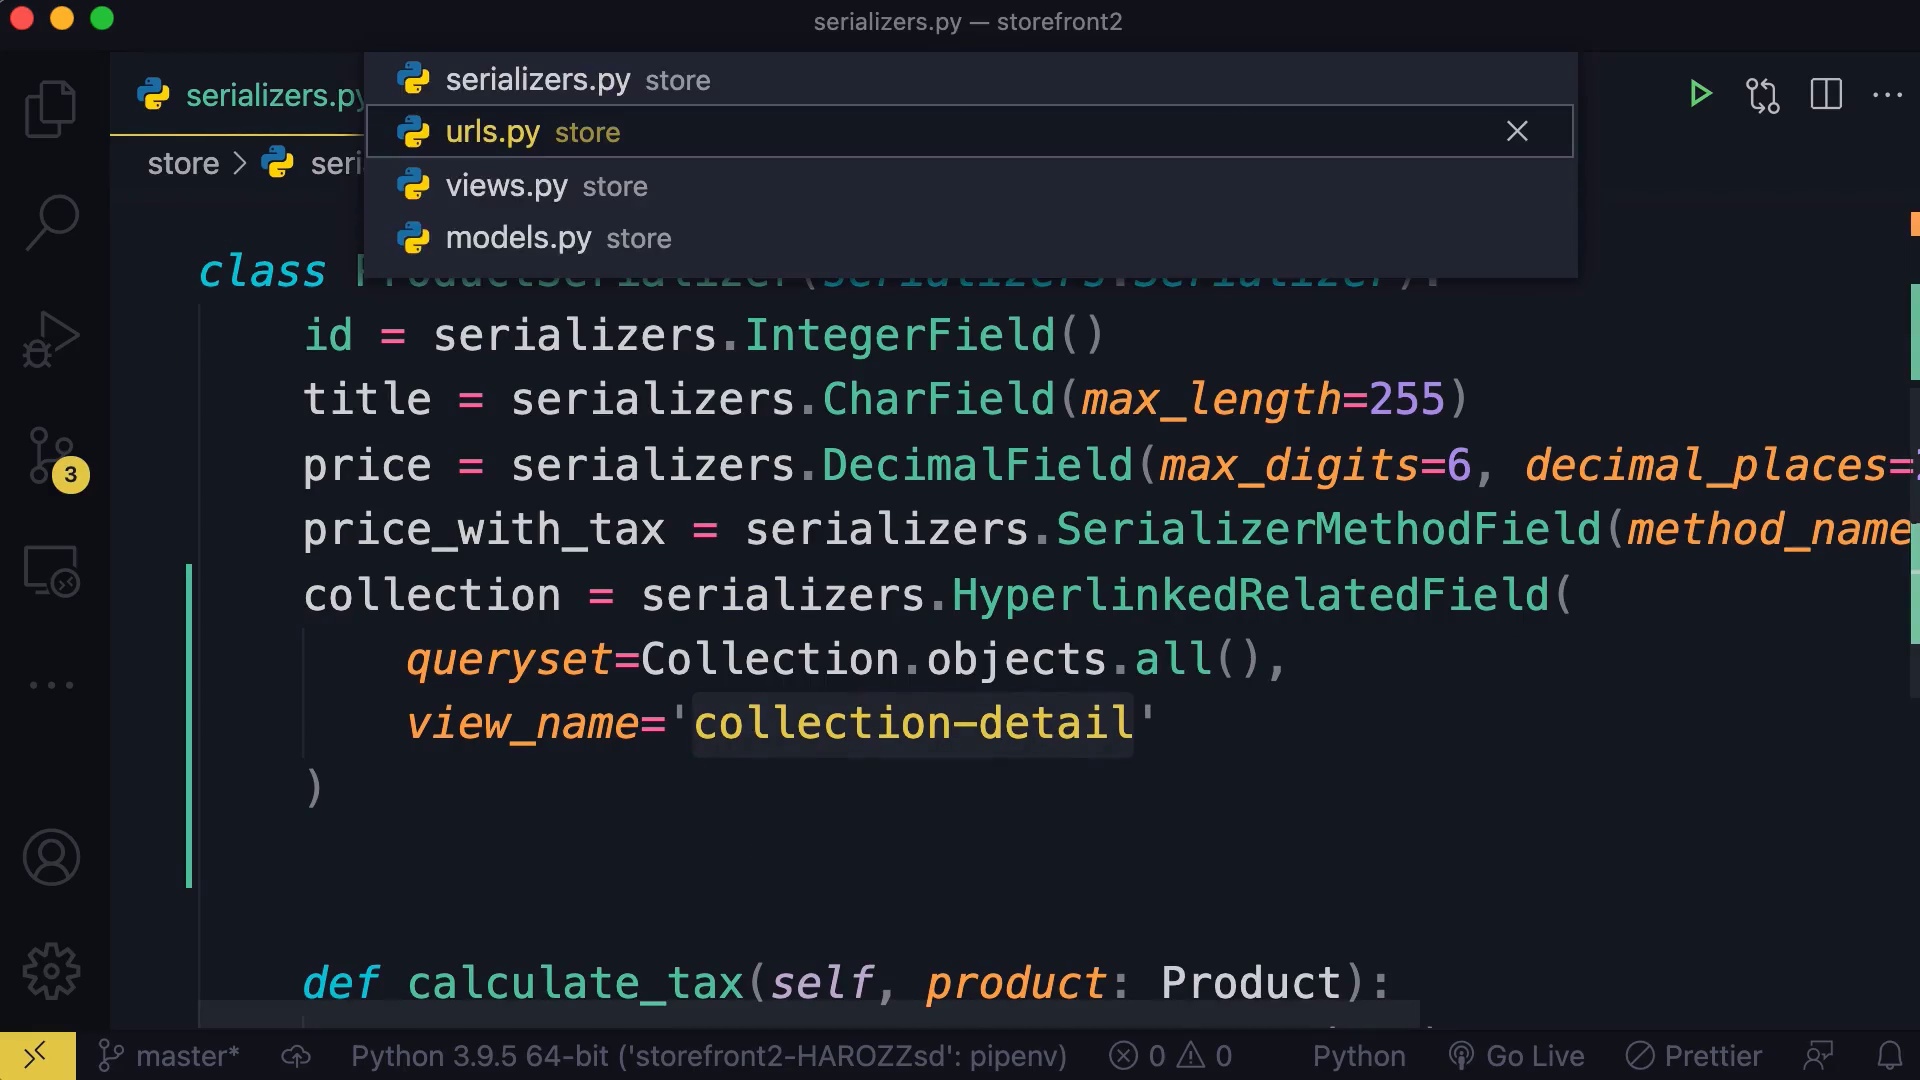 serializers.py — storefront2
serializers.py store
urls.py store
views.py store
models.py store
serializers.py
store > seri
class ProductSerializer(serializers.Serializer):
id = serializers.IntegerField()
title = serializers.CharField(max_length=255)
price = serializers.DecimalField(max_digits=6, decimal_places=
price_with_tax = serializers.SerializerMethodField(method_name
collection = serializers.HyperlinkedRelatedField(
queryset=Collection.objects.all(),
view_name='collection-detail'
)
def calculate_tax(self, product: Product):
3
master* Python 3.9.5 64-bit ('storefront2-HAROZZsd': pipenv) 0 0 Python Go Live Prettier